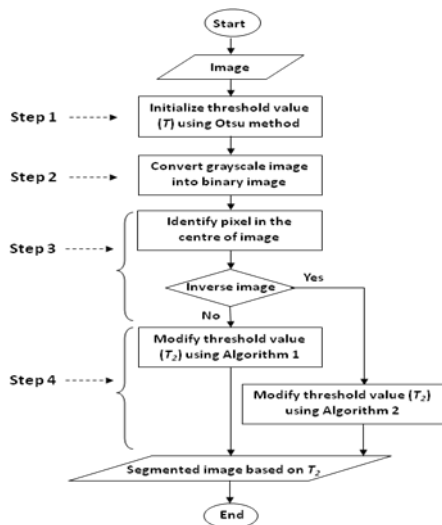 Start
Image
Step 1
Initialize threshold value
(T) using Otsu method
Step 2
Convert grayscale image
into binary image
Step 3
Identify pixel in the
centre of image
Inverse image
Yes
No
Modify threshold value
(T₂) using Algorithm 1
Step 4
Modify threshold value (T₂)
using Algorithm 2
Segmented image based on T₂
End